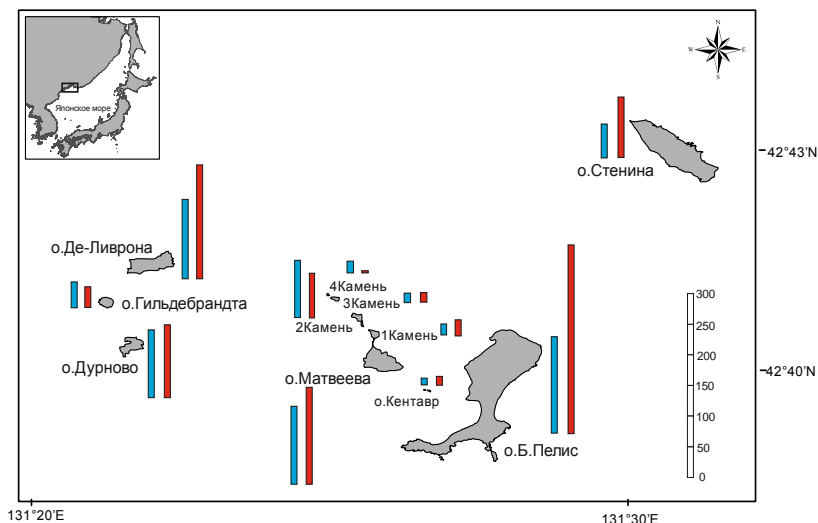 N
W
E
S
Японское море
42°43'N
о.Стенина
о.Де-Ливрона
4Камень
о.Гильдебрандта
3Камень
300
2Камень
1Камень
250
о.Дурново
200
о.Матвеева
42°40'N
150
о.Кентавр
100
о.Б.Пелис
50
0
131°20'E
131°30'E